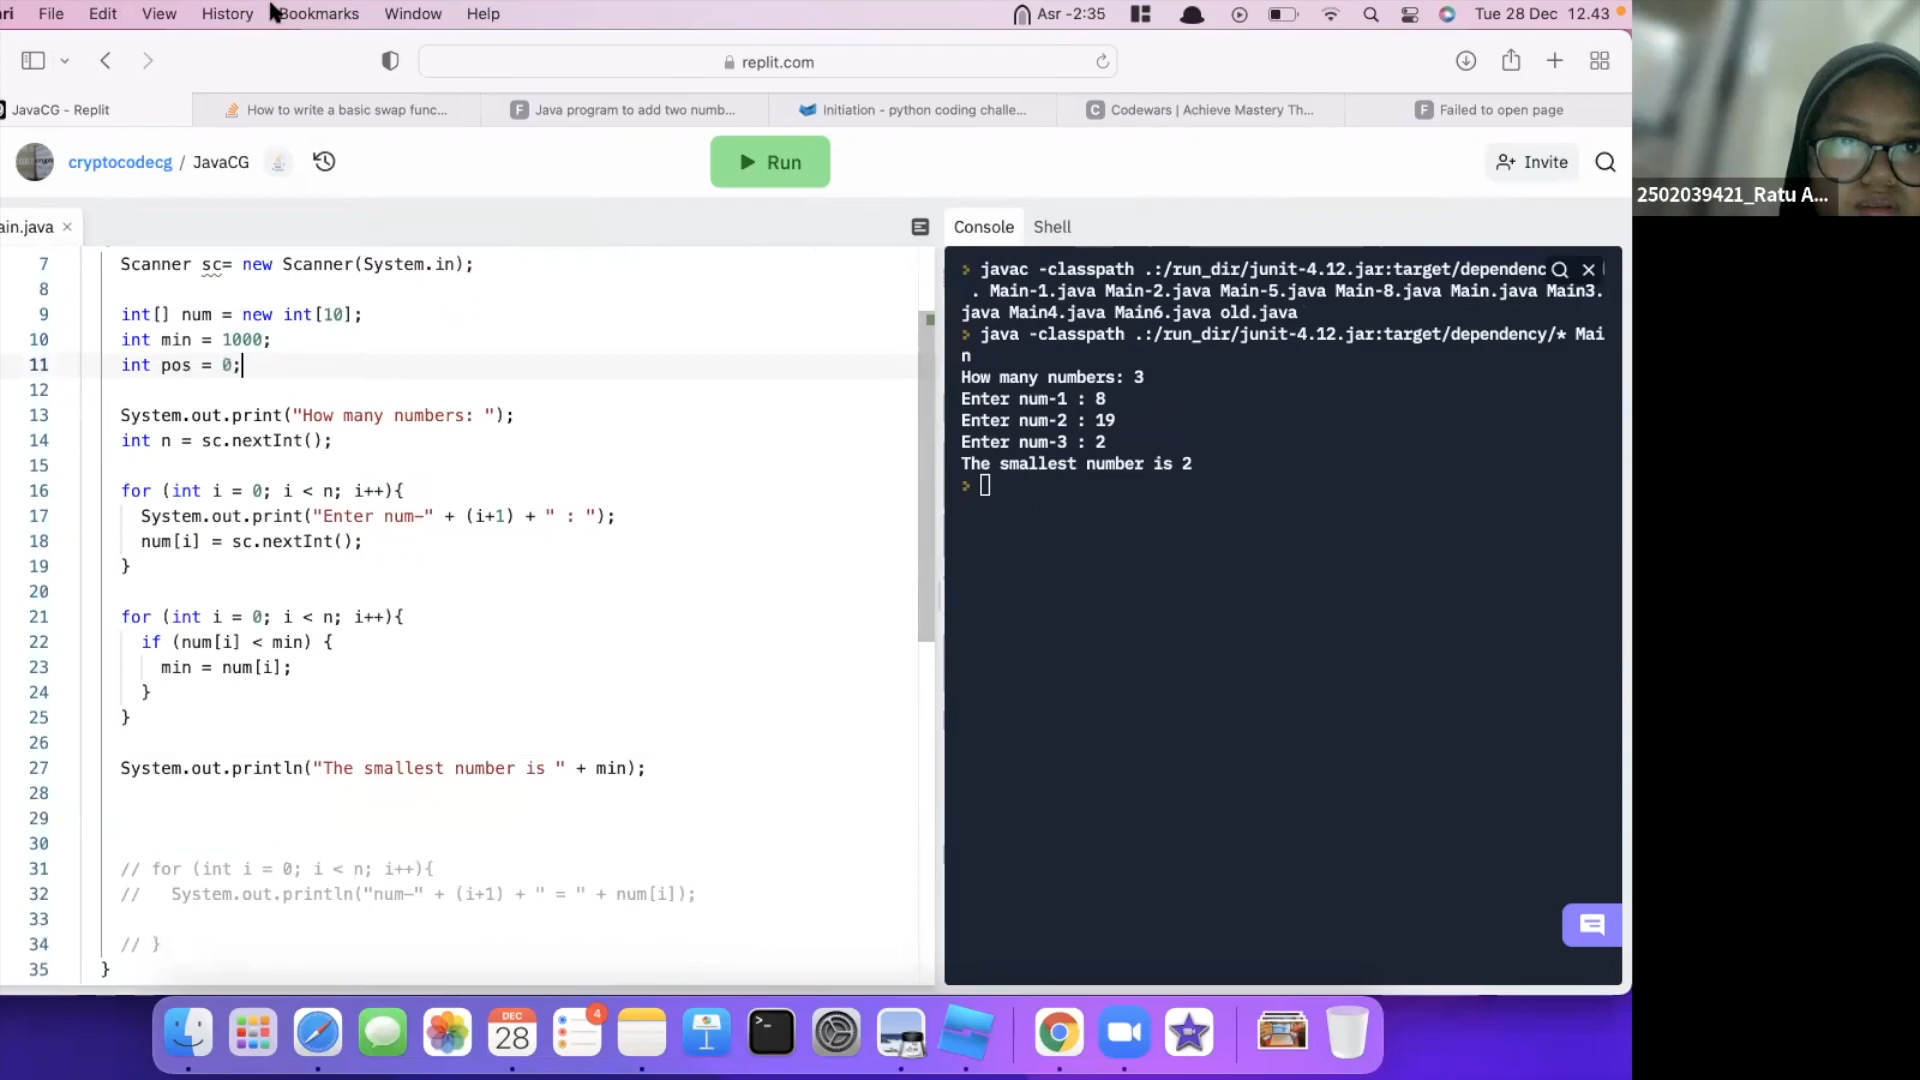 ri File Edit View History Bookmarks Window Help Asr -2:35 Tue 28 Dec 12.43
replit.com
JavaCG - Replit How to write a basic swap func... F Java program to add two numb... Initiation - python coding challe... C Codewars | Achieve Mastery Th... F Failed to open page
cryptocodecg / JavaCG Run Invite
2502039421_Ratu A...
ain.java × Console Shell
7 Scanner sc= new Scanner(System.in);
8
9 int[] num = new int[10];
10 int min = 1000;
11 int pos = 0;
12
13 System.out.print("How many numbers: ");
14 int n = sc.nextInt();
15
16 for (int i = 0; i < n; i++){
17 System.out.print("Enter num-" + (i+1) + " : ");
18 num[i] = sc.nextInt();
19 }
20
21 for (int i = 0; i < n; i++){
22 if (num[i] < min) {
23 min = num[i];
24 }
25 }
26
27 System.out.println("The smallest number is " + min);
28
29
30
31 // for (int i = 0; i < n; i++){
32 // System.out.println("num-" + (i+1) + " = " + num[i]);
33
34 // }
35 }
javac -classpath .:/run_dir/junit-4.12.jar:target/dependenc
. Main-1.java Main-2.java Main-5.java Main-8.java Main.java Main3.
java Main4.java Main6.java old.java
java -classpath .:/run_dir/junit-4.12.jar:target/dependency/* Mai
n
How many numbers: 3
Enter num-1 : 8
Enter num-2 : 19
Enter num-3 : 2
The smallest number is 2
DEC
28
4